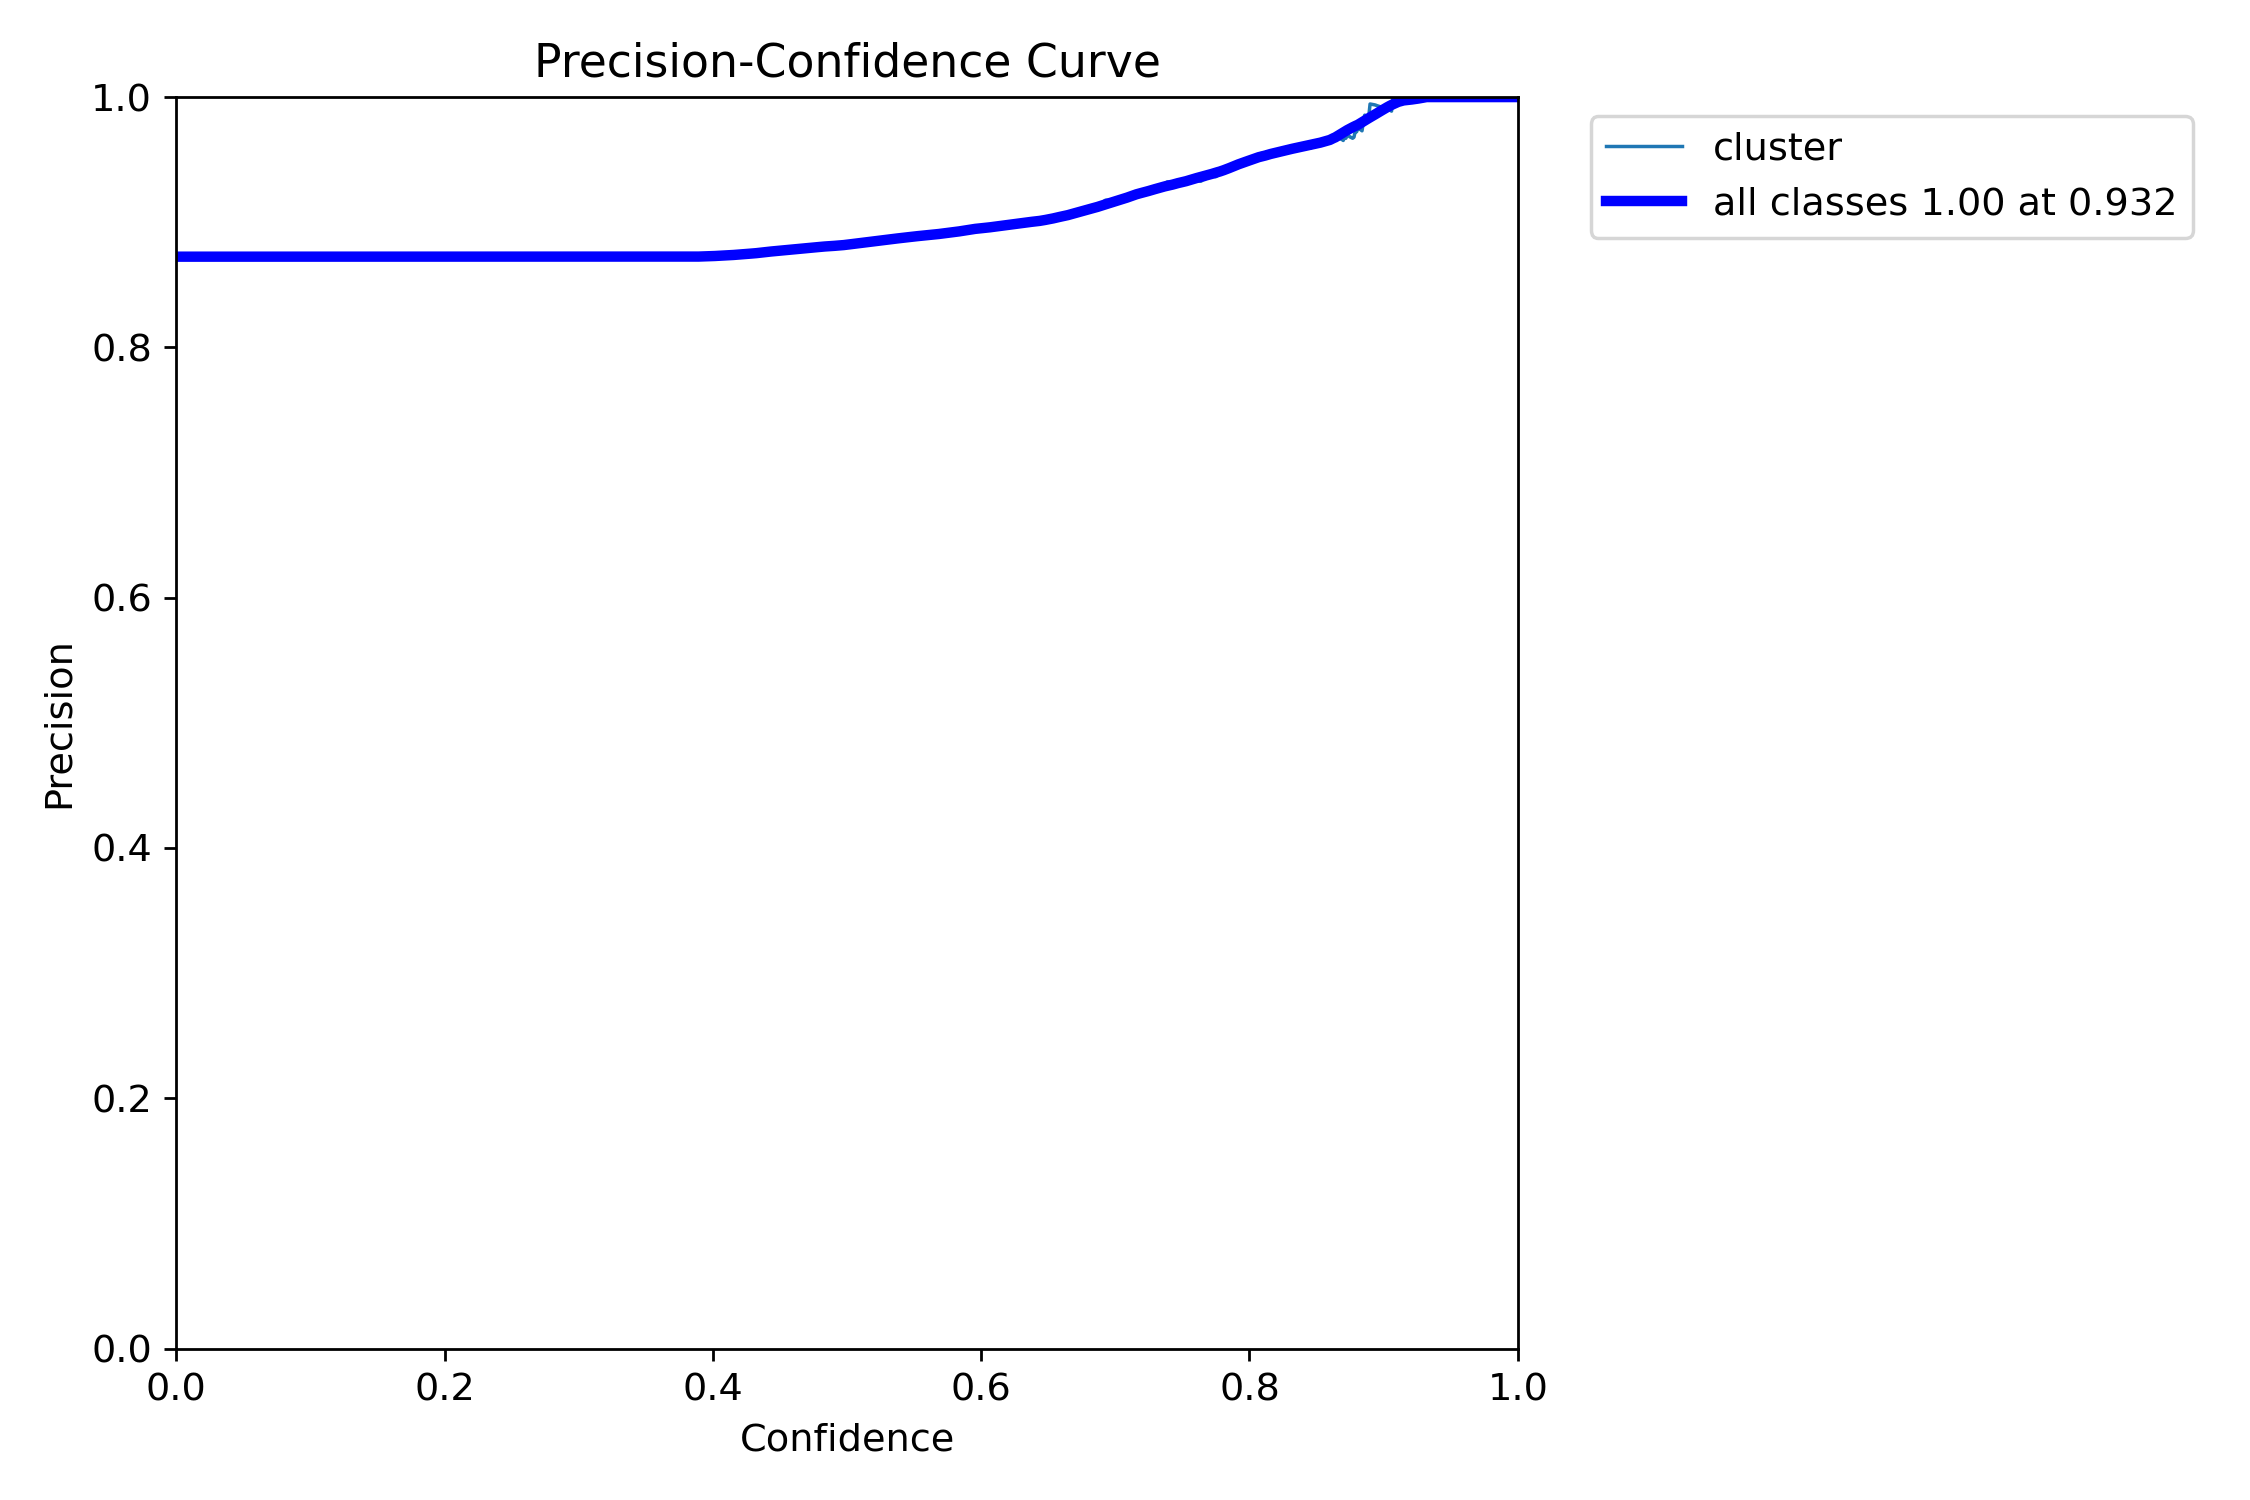 Precision-Confidence Curve
1.0
0.8
0.6
0.4
0.2
0.0
Precision
0.0 0.2 0.4 0.6 0.8 1.0
Confidence
cluster
all classes 1.00 at 0.932